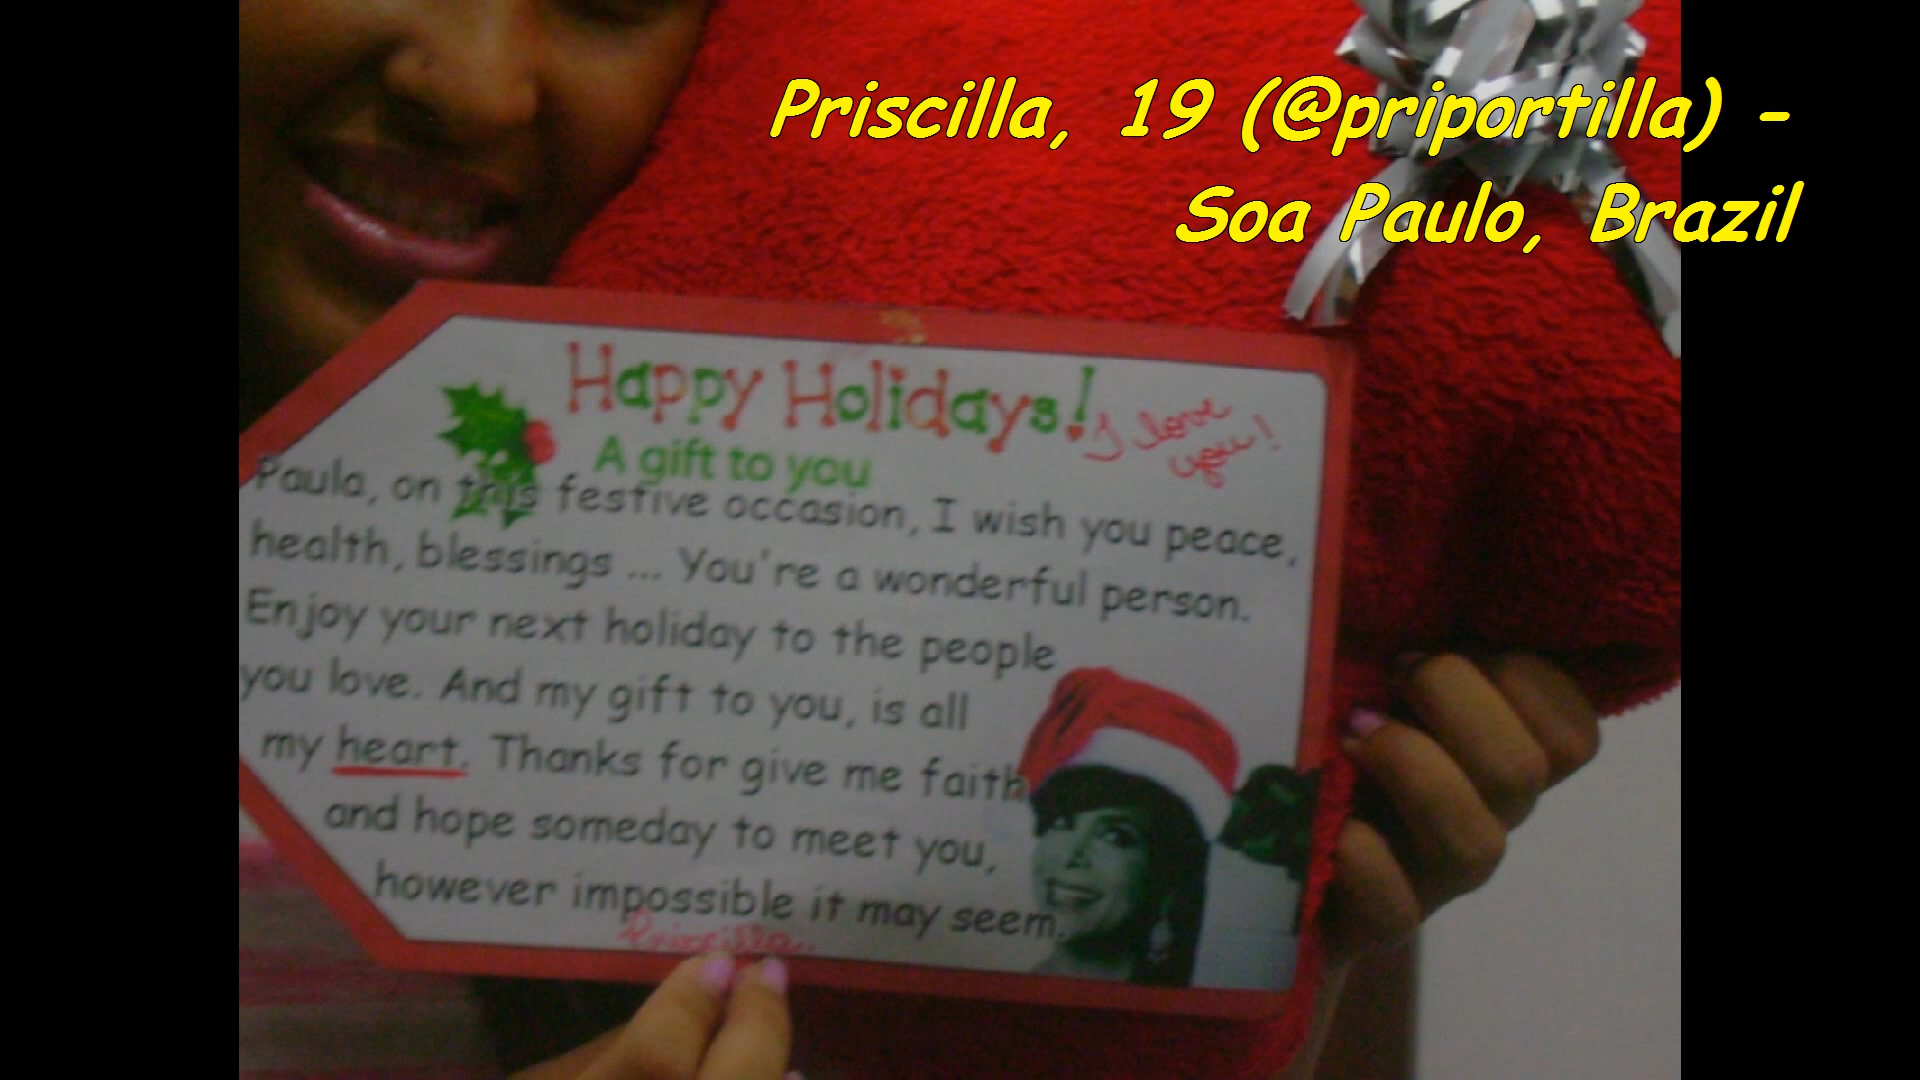 Priscilla, 19 (@priportilla) -
Soa Paulo, Brazil
Happy Holidays!
I love
you!
A gift to you
Paula, on this festive occasion, I wish you peace,
health, blessings ... You're a wonderful person.
Enjoy your next holiday to the people
you love. And my gift to you, is all
my heart. Thanks for give me faith
and hope someday to meet you,
however impossible it may seem.
Priscilla..